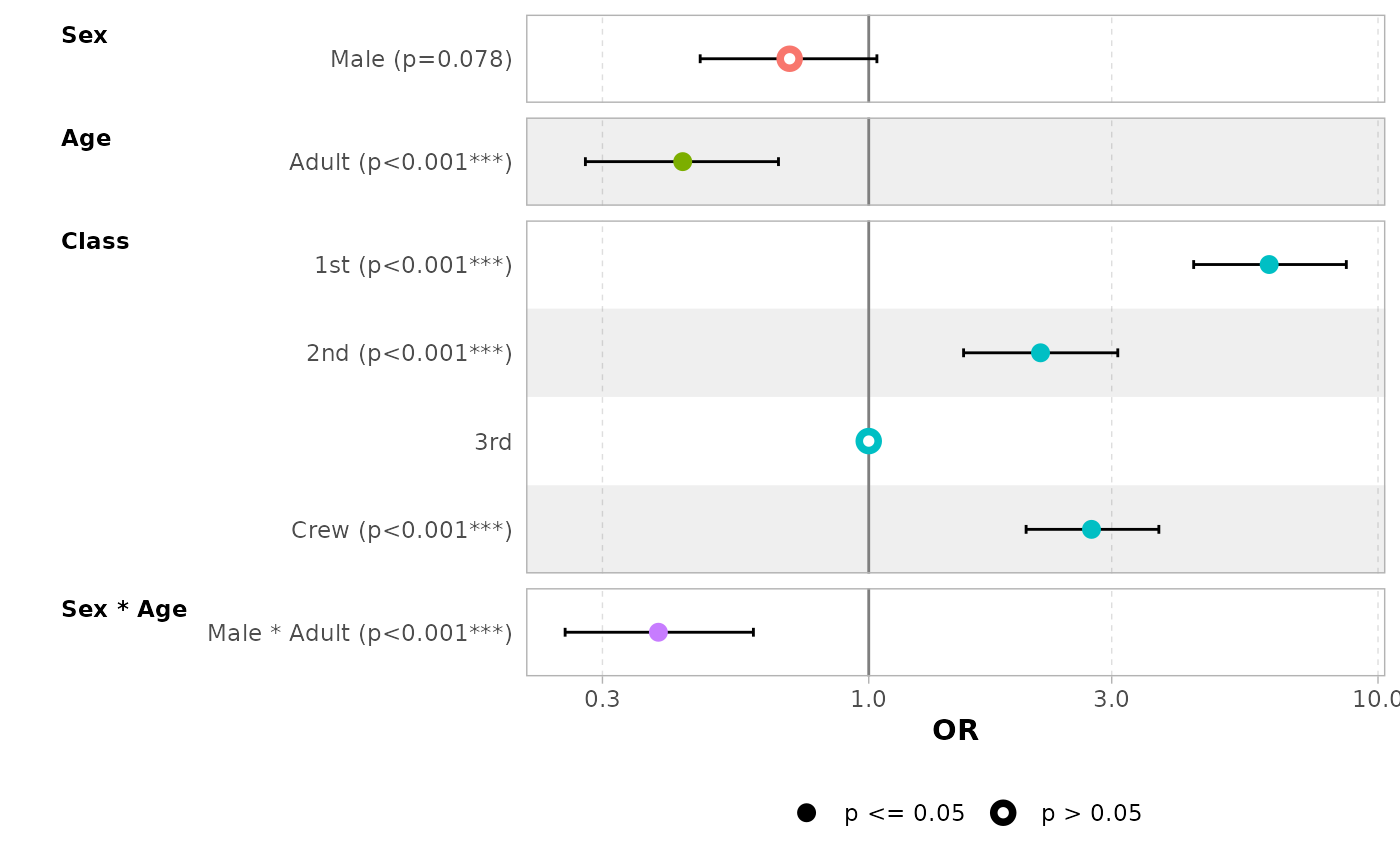 Sex
Male (p=0.078)
Age
Adult (p<0.001***)
Class
1st (p<0.001***)
2nd (p<0.001***)
3rd
Crew (p<0.001***)
Sex * Age
Male * Adult (p<0.001***)
0.3 1.0 3.0 10.0
OR
p <= 0.05 p > 0.05